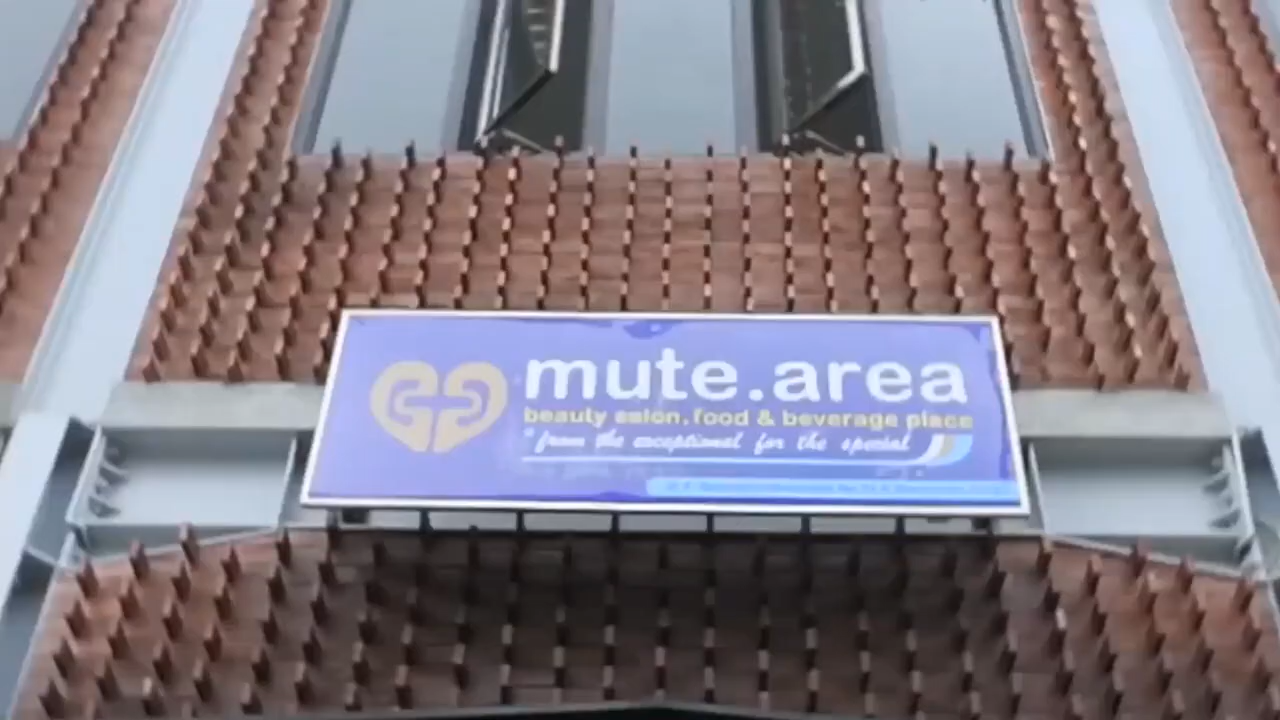 mute.area
beauty salon, food & beverage place
"from the exceptional for the special